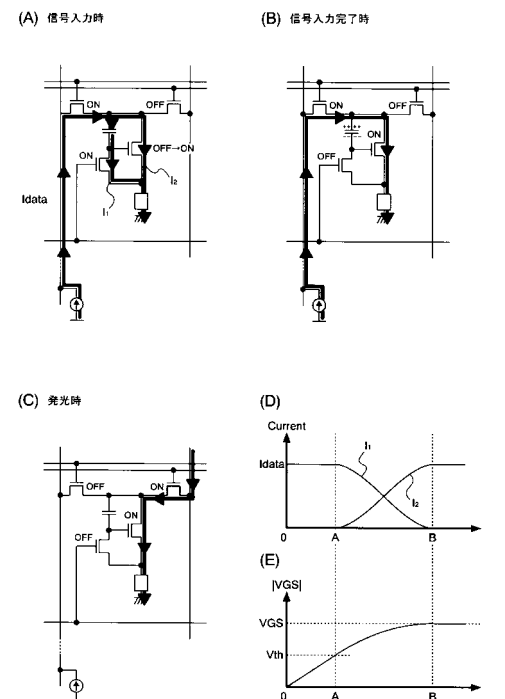 (A) 信号入力時
(B) 信号入力完了時
ON
OFF
ON
OFF→ON
Idata
I1
I2
ON
OFF
OFF
ON
(C) 発光時
(D)
OFF
ON
OFF
ON
Current
Idata
I1
I2
0
A
B
(E)
|VGS|
VGS
Vth
0
A
B